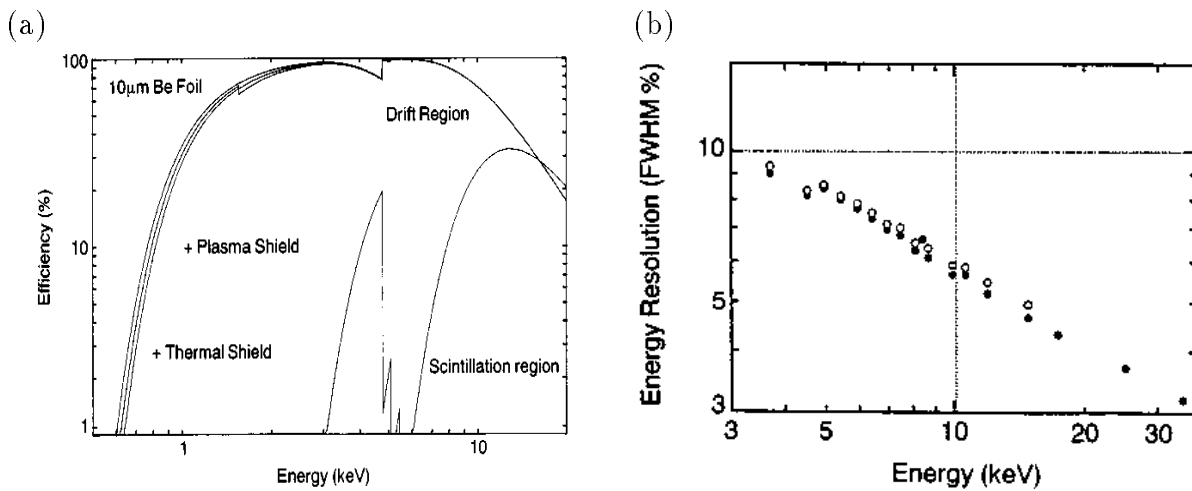 (a)
100
10μm Be Foil
Drift Region
Efficiency (%)
10
+ Plasma Shield
+ Thermal Shield
Scintillation region
1
1
10
Energy (keV)
(b)
Energy Resolution (FWHM %)
10
5
3
3
5
10
20
30
Energy (keV)